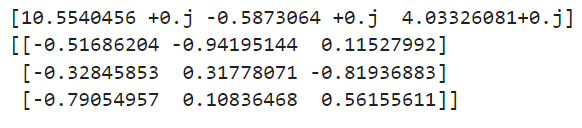 [10.5540456 +0.j -0.5873064 +0.j  4.03326081+0.j]
[[-0.51686204 -0.94195144  0.11527992]
 [-0.32845853  0.31778071 -0.81936883]
 [-0.79054957  0.10836468  0.56155611]]